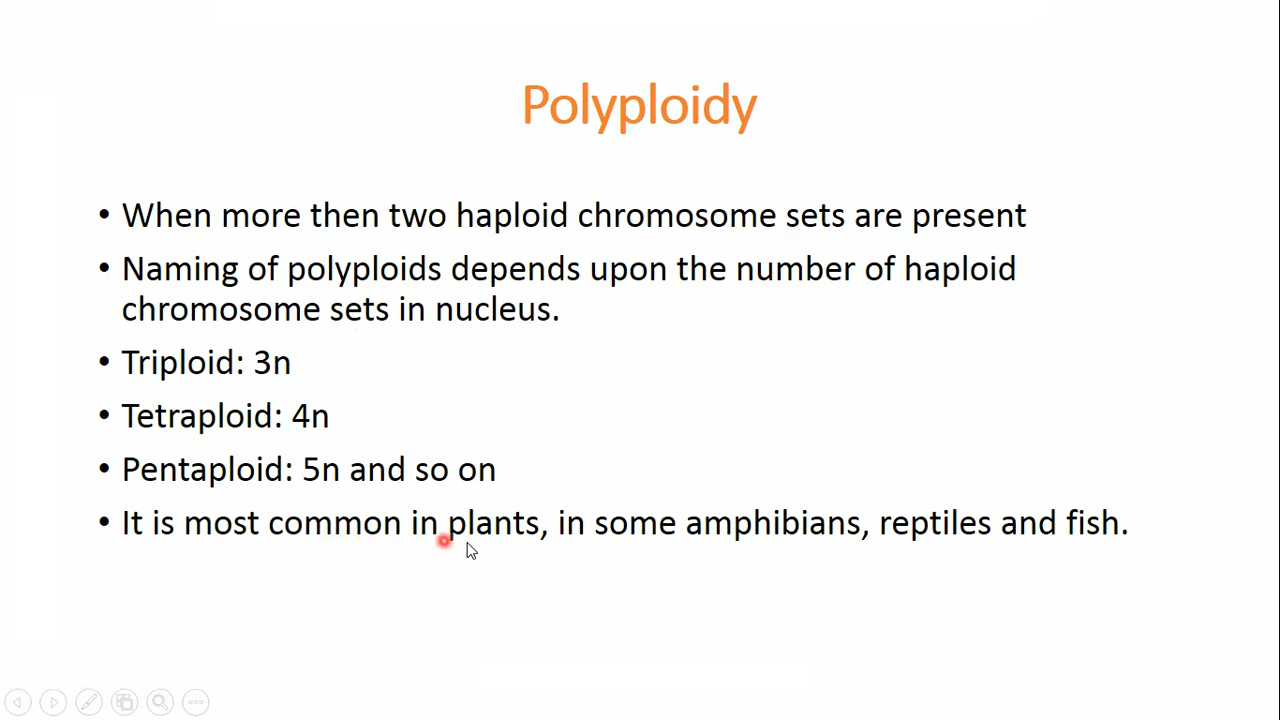 Polyploidy
• When more then two haploid chromosome sets are present
• Naming of polyploids depends upon the number of haploid
chromosome sets in nucleus.
• Triploid: 3n
• Tetraploid: 4n
• Pentaploid: 5n and so on
• It is most common in plants, in some amphibians, reptiles and fish.